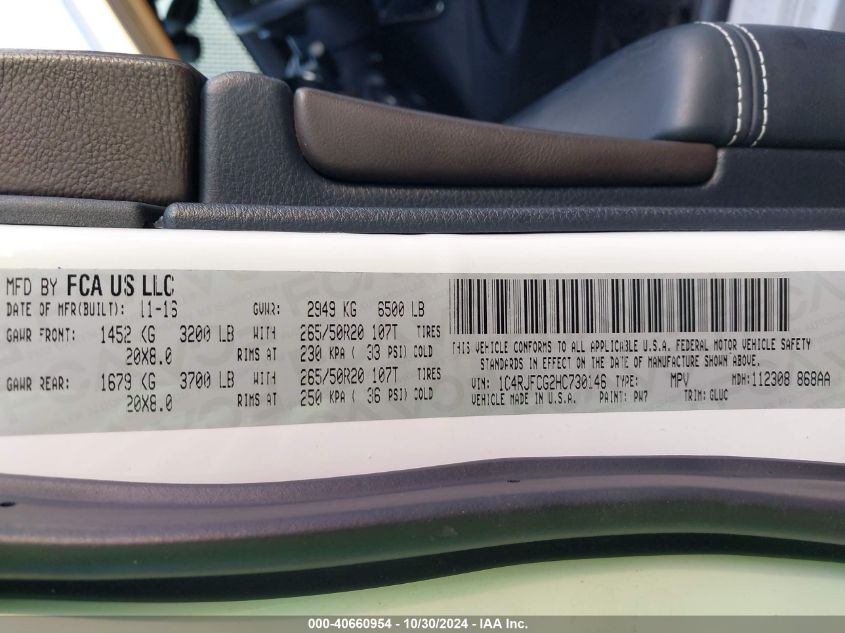 MFD BY FCA US LLC
DATE OF MFR(BUILT): 11-16 GVWR: 2949 KG 6500 LB
GAWR FRONT: 1452 KG 3200 LB WITH 265/50R20 107T TIRES
20X8.0 RIMS AT 230 KPA ( 33 PSI) COLD
GAWR REAR: 1679 KG 3700 LB WITH 265/50R20 107T TIRES
20X8.0 RIMS AT 250 KPA ( 36 PSI) COLD
THIS VEHICLE CONFORMS TO ALL APPLICABLE U.S.A. FEDERAL MOTOR VEHICLE SAFETY
STANDARDS IN EFFECT ON THE DATE OF MANUFACTURE SHOWN ABOVE.
VIN: 1C4RJFCG2HC730146 TYPE: MPV MDH:112308 868AA
VEHICLE MADE IN U.S.A. PAINT: PW7 TRIM: GLUC
000-40660954 - 10/30/2024 - IAA Inc.